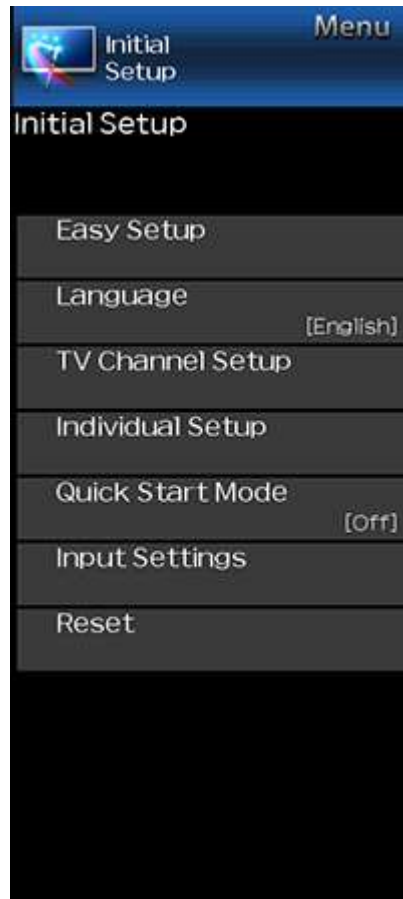 Menu
Initial
Setup
Initial Setup
Easy Setup
Language
[English]
TV Channel Setup
Individual Setup
Quick Start Mode
[Off]
Input Settings
Reset